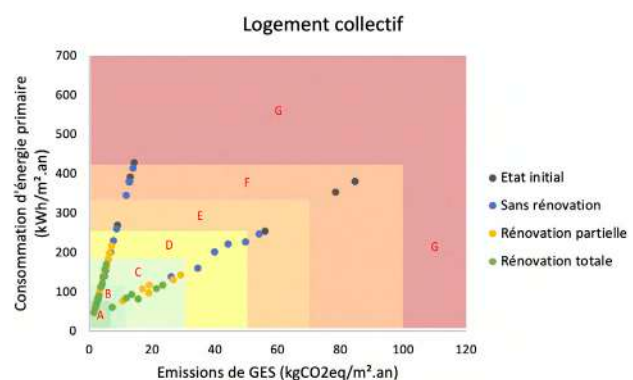 Logement collectif
Consommation d'énergie primaire
(kWh/m².an)
700
600
500
400
300
200
100
0
G
F
E
D
C
B
A
G
0
20
40
60
80
100
120
Emissions de GES (kgCO2eq/m².an)
Etat initial
Sans rénovation
Rénovation partielle
Rénovation totale